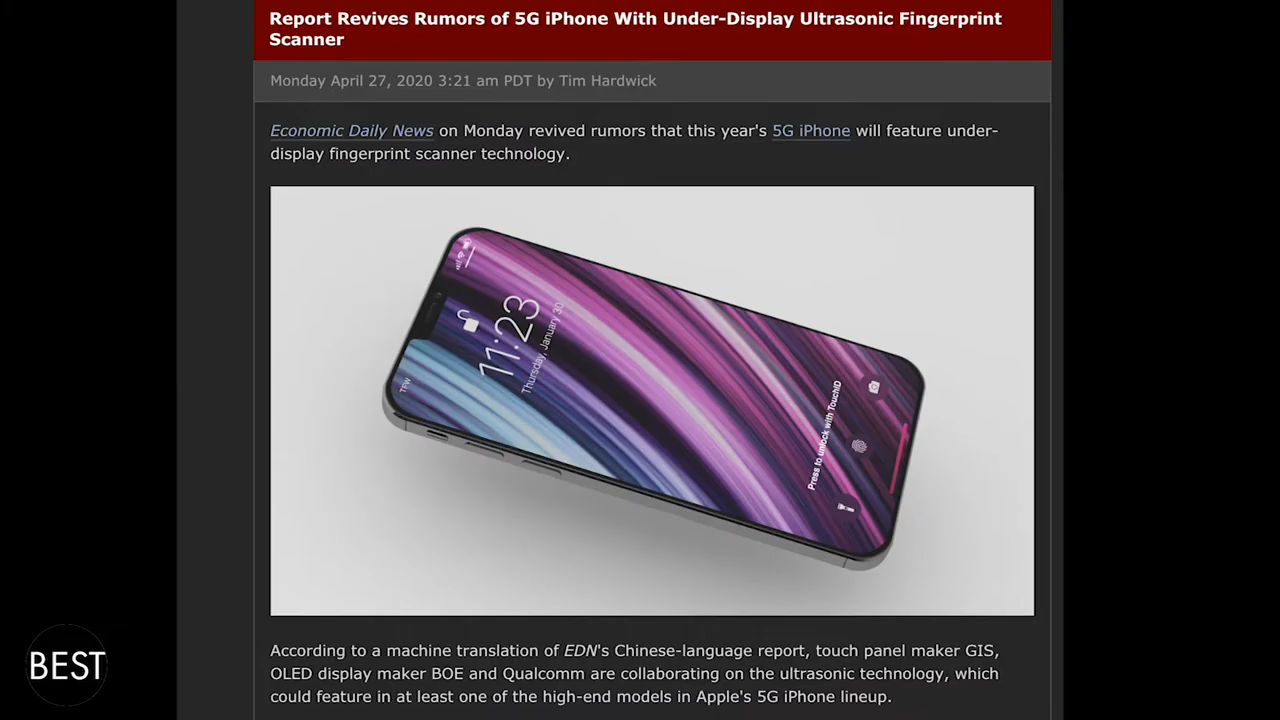 Report Revives Rumors of 5G iPhone With Under-Display Ultrasonic Fingerprint
Scanner
Monday April 27, 2020 3:21 am PDT by Tim Hardwick
Economic Daily News on Monday revived rumors that this year's 5G iPhone will feature under-
display fingerprint scanner technology.
11:23
Thursday, January 30
TFW
Press to unlock with TouchID
According to a machine translation of EDN's Chinese-language report, touch panel maker GIS,
OLED display maker BOE and Qualcomm are collaborating on the ultrasonic technology, which
could feature in at least one of the high-end models in Apple's 5G iPhone lineup.
BEST